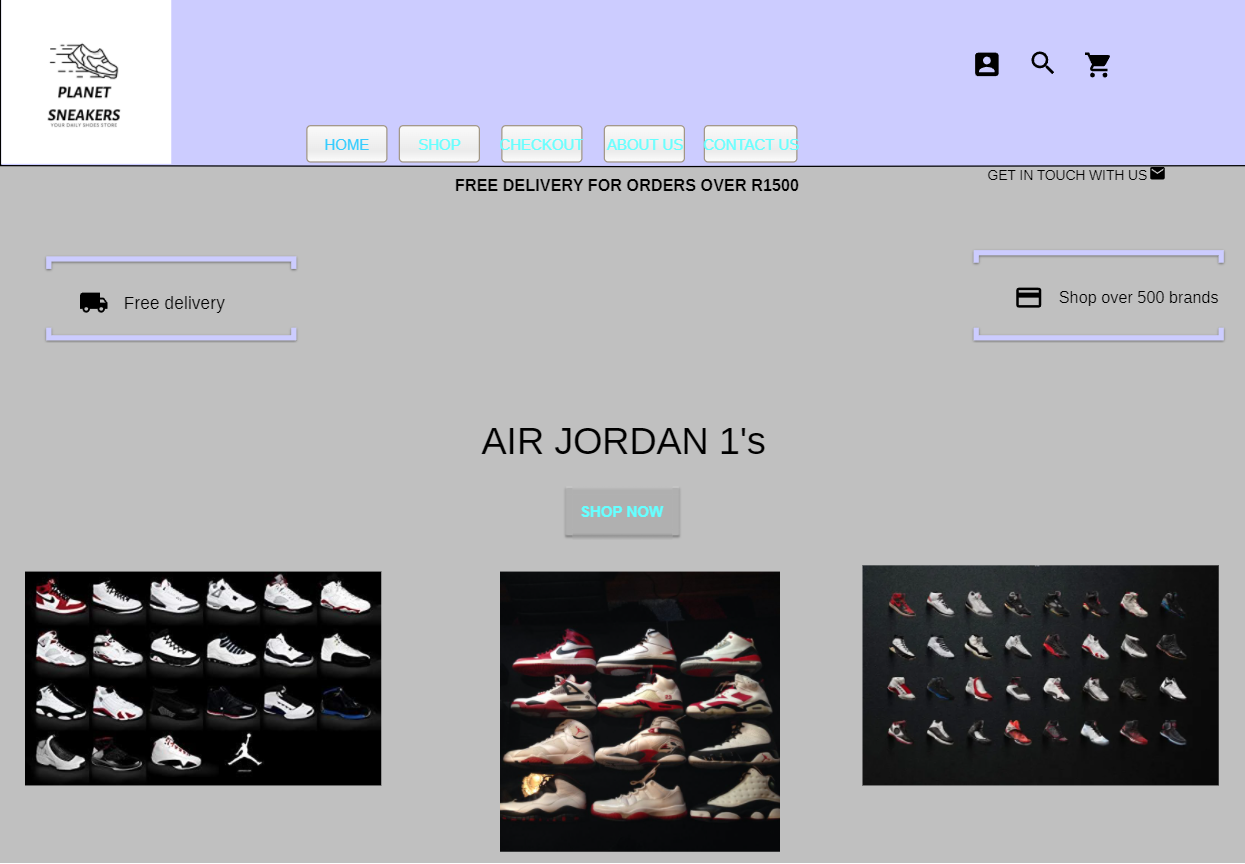 PLANET
SNEAKERS
YOUR DAILY SHOES STORE
HOME
SHOP
CHECKOUT
ABOUT US
CONTACT US
FREE DELIVERY FOR ORDERS OVER R1500
GET IN TOUCH WITH US
Free delivery
Shop over 500 brands
AIR JORDAN 1's
SHOP NOW